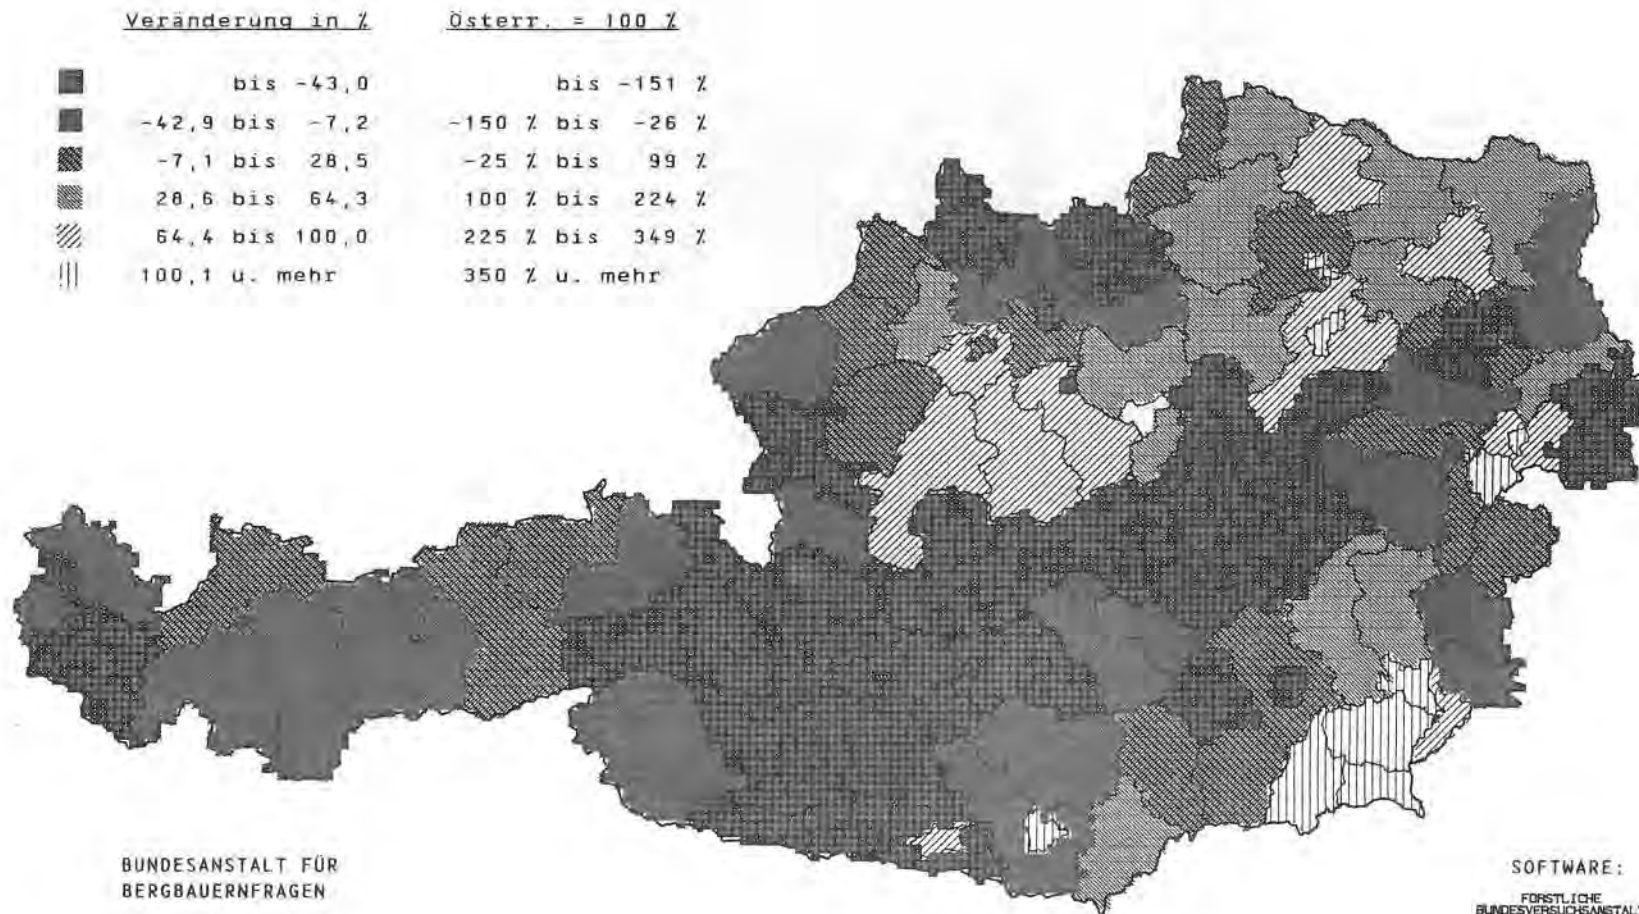 Veränderung in % Österr. = 100 %
bis -43,0 bis -151 %
-42,9 bis -7,2 -150 % bis -26 %
-7,1 bis 28,5 -25 % bis 99 %
28,6 bis 64,3 100 % bis 224 %
64,4 bis 100,0 225 % bis 349 %
100,1 u. mehr 350 % u. mehr
BUNDESANSTALT FÜR
BERGBAUERNFRAGEN
SOFTWARE:
FORSTLICHE
BUNDESVERSUCHSANSTALT